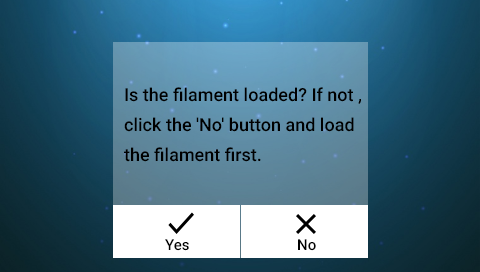 Is the filament loaded? If not ,
click the 'No' button and load
the filament first.
Yes
No